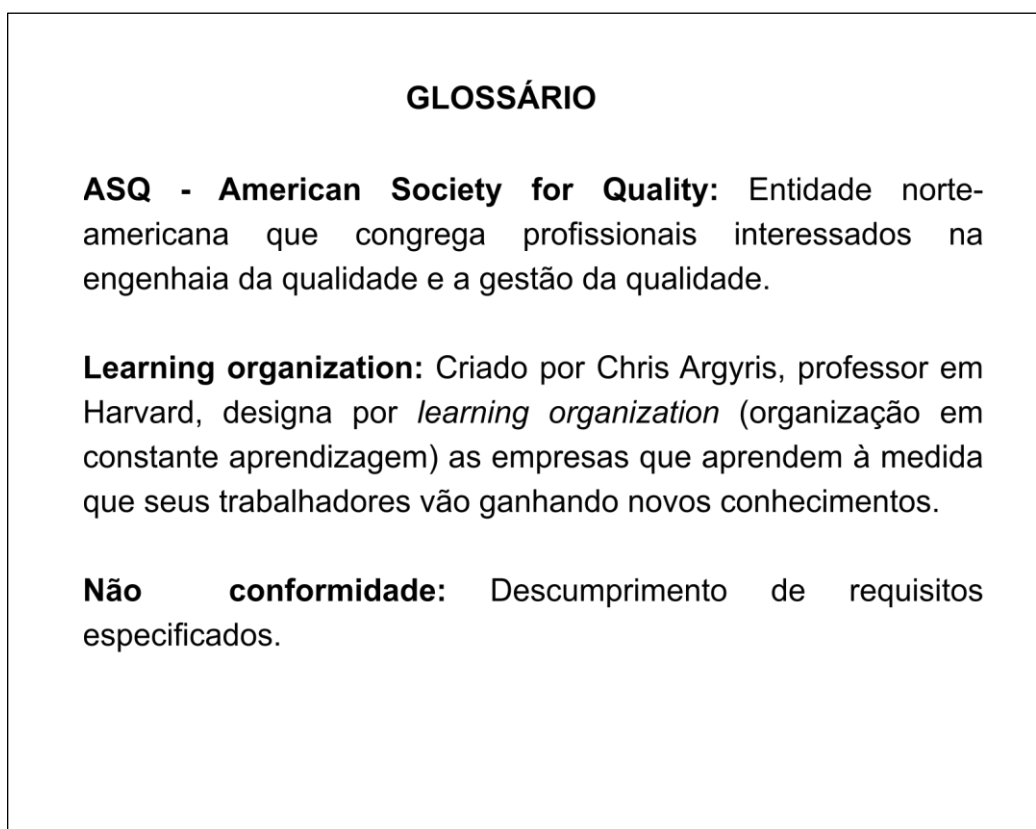 GLOSSÁRIO
ASQ - American Society for Quality: Entidade norte-
americana que congrega profissionais interessados na
engenhaia da qualidade e a gestão da qualidade.
Learning organization: Criado por Chris Argyris, professor em
Harvard, designa por learning organization (organização em
constante aprendizagem) as empresas que aprendem à medida
que seus trabalhadores vão ganhando novos conhecimentos.
Não conformidade: Descumprimento de requisitos
especificados.